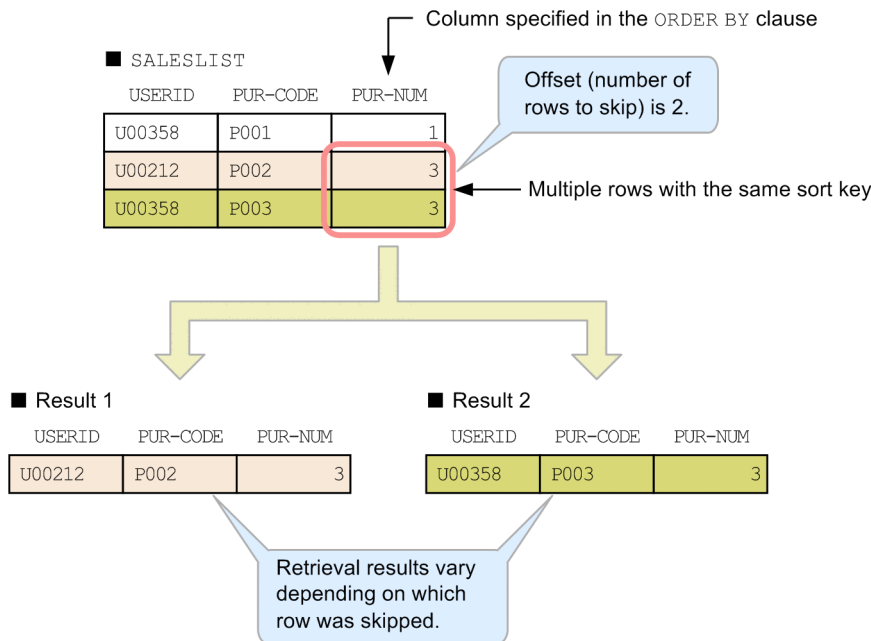 Column specified in the ORDER BY clause
■ SALESLIST
USERID PUR-CODE PUR-NUM
Offset (number of
rows to skip) is 2.
U00358 P001 1
U00212 P002 3
U00358 P003 3
Multiple rows with the same sort key
■ Result 1
USERID PUR-CODE PUR-NUM
U00212 P002 3
■ Result 2
USERID PUR-CODE PUR-NUM
U00358 P003 3
Retrieval results vary
depending on which
row was skipped.